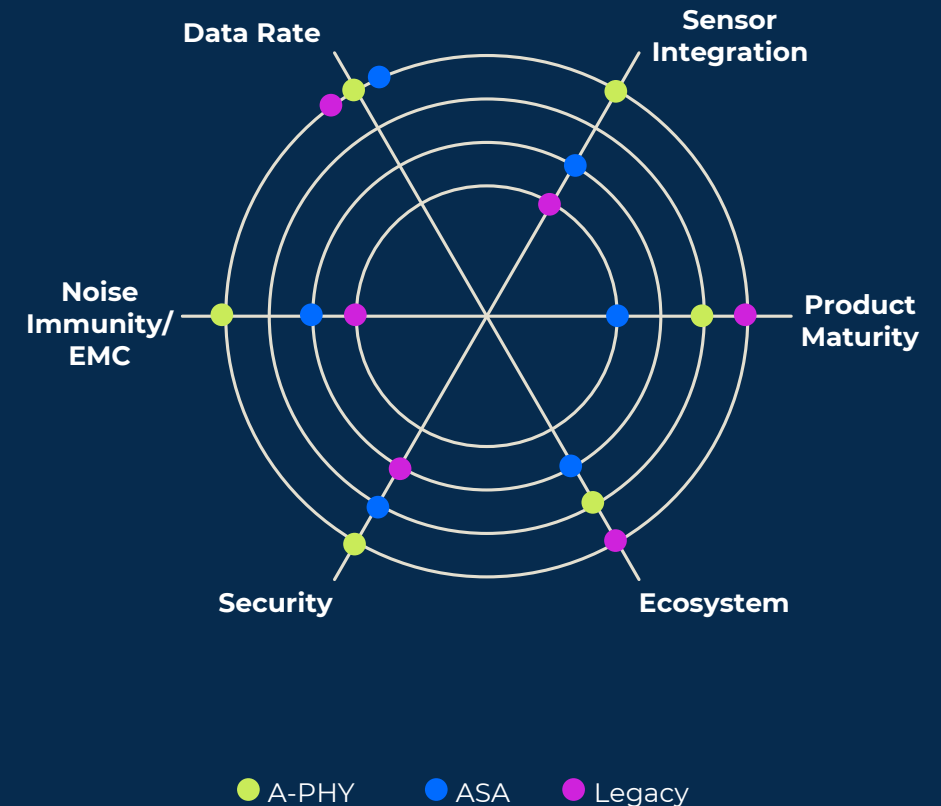 Data Rate
Sensor
Integration
Noise
Immunity/
EMC
Product
Maturity
Security
Ecosystem
A-PHY
ASA
Legacy